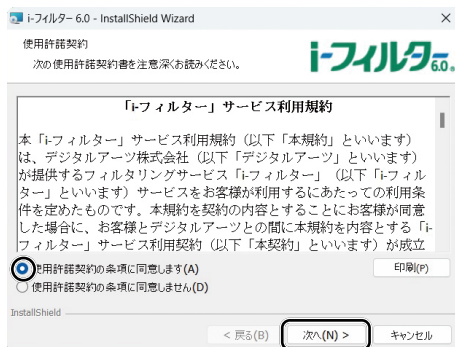 i-フィルター 6.0 - InstallShield Wizard
使用許諾契約
次の使用許諾契約書を注意深くお読みください。
i-フィルター 6.0.
「i-フィルター」サービス利用規約
本「i-フィルター」サービス利用規約（以下「本規約」といいます）
は、デジタルアーツ株式会社（以下「デジタルアーツ」といいます）
が提供するフィルタリングサービス「i-フィルター」（以下「i-フィル
ター」といいます）サービスをお客様が利用するにあたっての利用条
件を定めたものです。本規約を契約の内容とすることにお客様が同意
した場合に、お客様とデジタルアーツとの間に本規約を内容とする「i-
フィルター」サービス利用契約（以下「本契約」といいます）が成立
使用許諾契約の条項に同意します(A)
印刷(P)
使用許諾契約の条項に同意しません(D)
InstallShield
< 戻る(B)
次へ(N) >
キャンセル